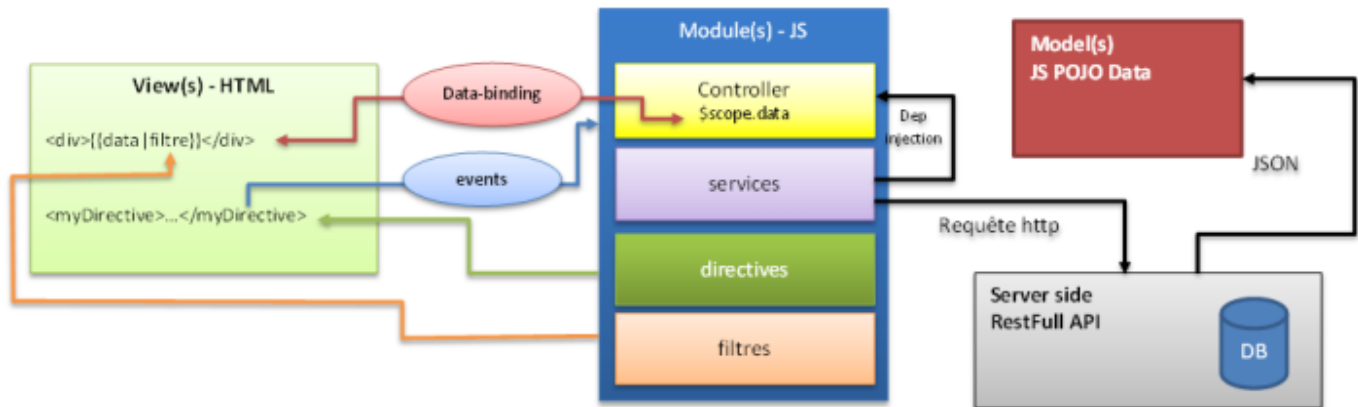 View(s) - HTML
<div>{{data|filtre}}</div>
<myDirective>...</myDirective>
Data-binding
events
Module(s) - JS
Controller
$scope.data
services
directives
filtres
Dep
injection
Requête http
Model(s)
JS POJO Data
JSON
Server side
RestFull API
DB